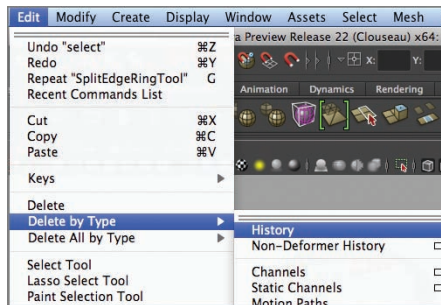 Edit Modify Create Display Window Assets Select Mesh
a Preview Release 22 (Clouseau) x64:
Undo "select" ⌘Z
Redo ⌘Y
Repeat "SplitEdgeRingTool" G
Recent Commands List
X: Y:
Animation Dynamics Rendering
Cut ⌘X
Copy ⌘C
Paste ⌘V
Keys
Delete
Delete by Type
Delete All by Type
History
Non-Deformer History
Select Tool
Lasso Select Tool
Paint Selection Tool
Channels
Static Channels
Motion Paths